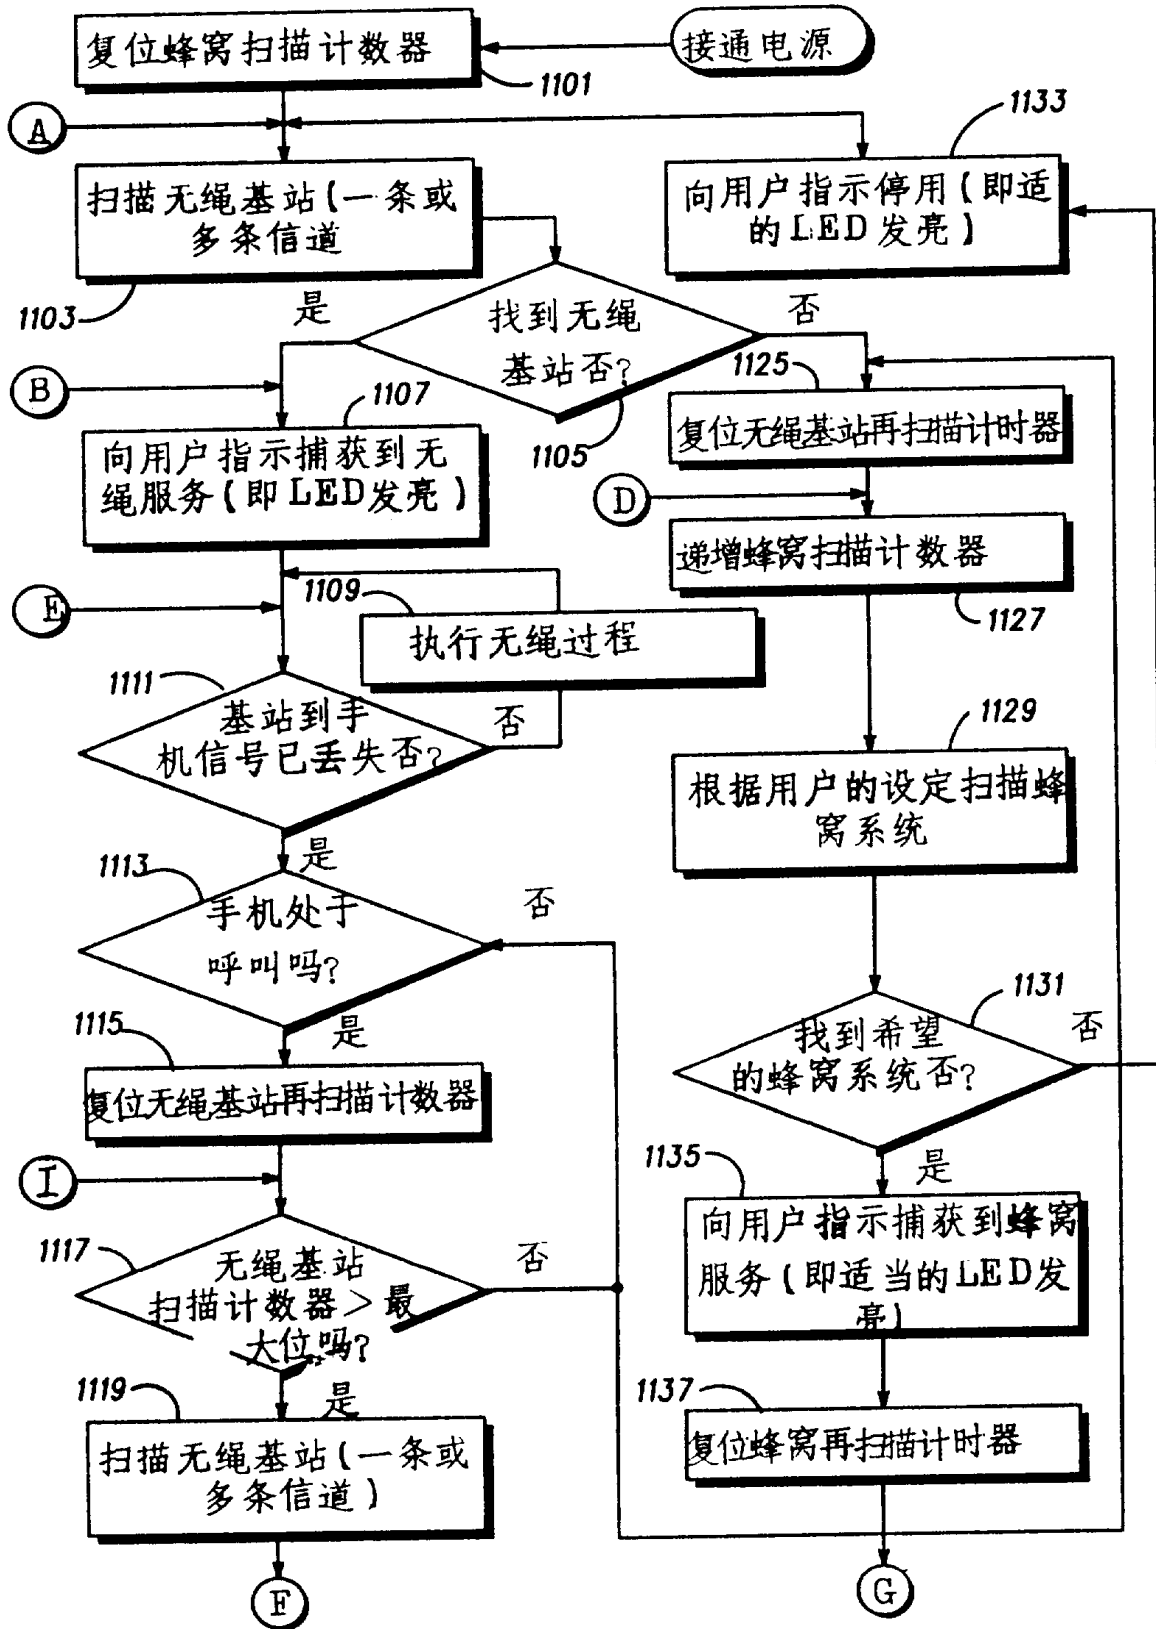 复位蜂窝扫描计数器
接通电源
1101
A
1133
扫描无绳基站(一条或
多条信道
向用户指示停用(即适
的LED发亮)
1103
是
找到无绳
基站否?
否
1105
B
1107
向用户指示捕获到无
绳服务(即LED发亮)
1125
复位无绳基站再扫描计时器
D
递增蜂窝扫描计数器
1127
E
1109
执行无绳过程
1111
基站到手
机信号已丢失否?
否
是
1129
根据用户的设定扫描蜂
窝系统
1113
手机处于
呼叫吗?
否
是
1131
找到希望
的蜂窝系统否?
否
是
1115
复位无绳基站再扫描计数器
I
1117
无绳基站
扫描计数器>最
大位吗?
否
是
1135
向用户指示捕获到蜂窝
服务(即适当的LED发
亮)
1119
扫描无绳基站(一条或
多条信道)
1137
复位蜂窝再扫描计时器
F
G